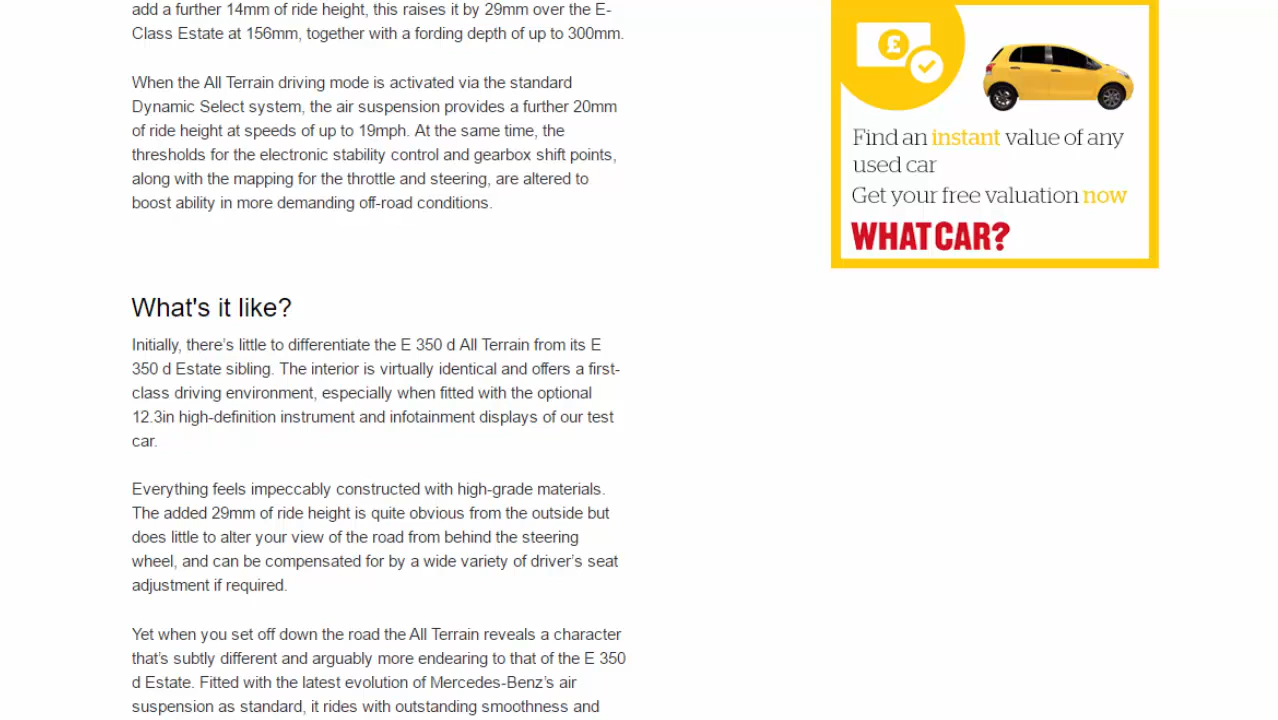 add a further 14mm of ride height, this raises it by 29mm over the E-
Class Estate at 156mm, together with a fording depth of up to 300mm.
When the All Terrain driving mode is activated via the standard
Dynamic Select system, the air suspension provides a further 20mm
of ride height at speeds of up to 19mph. At the same time, the
thresholds for the electronic stability control and gearbox shift points,
along with the mapping for the throttle and steering, are altered to
boost ability in more demanding off-road conditions.
What's it like?
Initially, there’s little to differentiate the E 350 d All Terrain from its E
350 d Estate sibling. The interior is virtually identical and offers a first-
class driving environment, especially when fitted with the optional
12.3in high-definition instrument and infotainment displays of our test
car.
Everything feels impeccably constructed with high-grade materials.
The added 29mm of ride height is quite obvious from the outside but
does little to alter your view of the road from behind the steering
wheel, and can be compensated for by a wide variety of driver’s seat
adjustment if required.
Yet when you set off down the road the All Terrain reveals a character
that’s subtly different and arguably more endearing to that of the E 350
d Estate. Fitted with the latest evolution of Mercedes-Benz’s air
suspension as standard, it rides with outstanding smoothness and
£
Find an instant value of any
used car
Get your free valuation now
WHAT CAR?